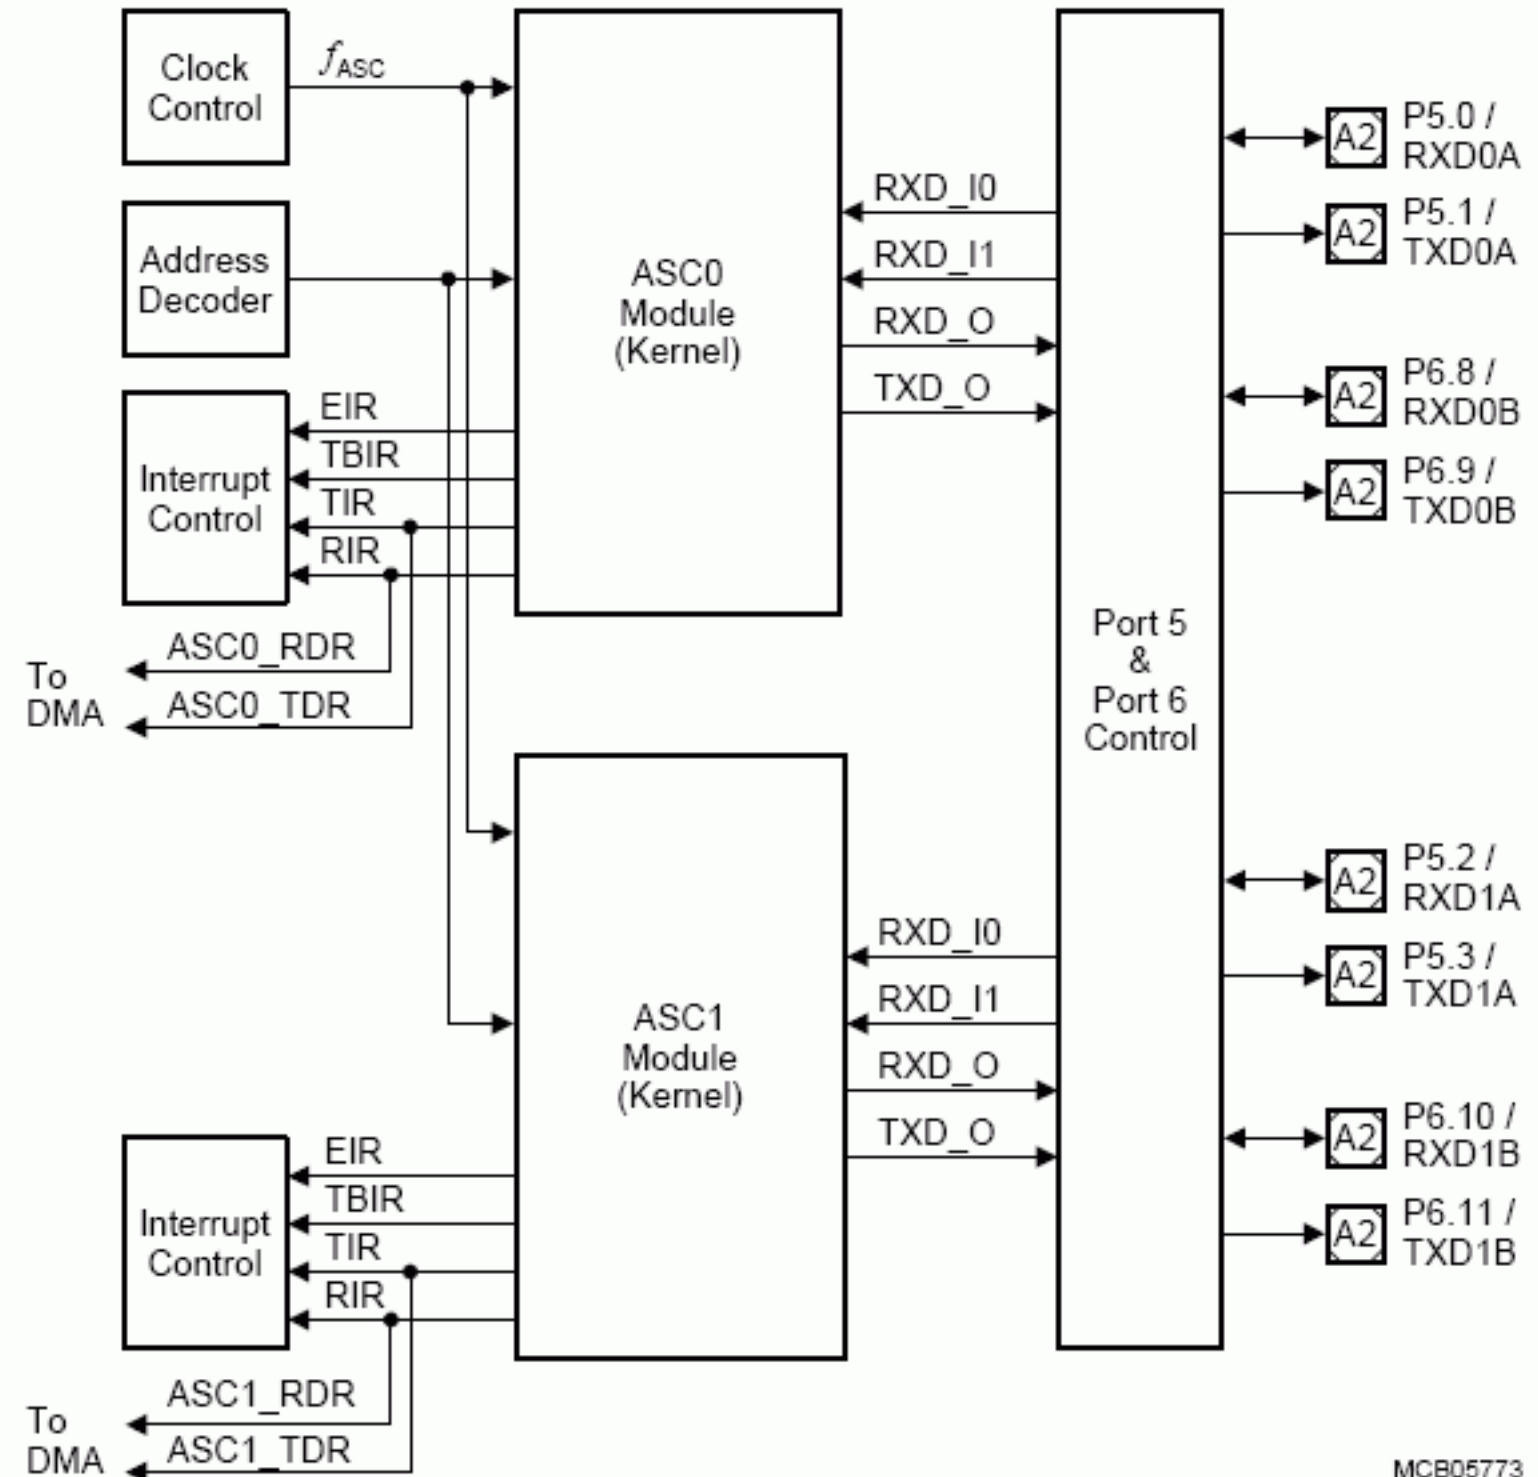 Clock
Control
fASC
Address
Decoder
Interrupt
Control
EIR
TBIR
TIR
RIR
To
DMA
ASC0_RDR
ASC0_TDR
ASC0
Module
(Kernel)
RXD_I0
RXD_I1
RXD_O
TXD_O
Port 5
&
Port 6
Control
A2
P5.0 /
RXD0A
A2
P5.1 /
TXD0A
A2
P6.8 /
RXD0B
A2
P6.9 /
TXD0B
ASC1
Module
(Kernel)
RXD_I0
RXD_I1
RXD_O
TXD_O
Interrupt
Control
EIR
TBIR
TIR
RIR
To
DMA
ASC1_RDR
ASC1_TDR
A2
P5.2 /
RXD1A
A2
P5.3 /
TXD1A
A2
P6.10 /
RXD1B
A2
P6.11 /
TXD1B
MCB05773